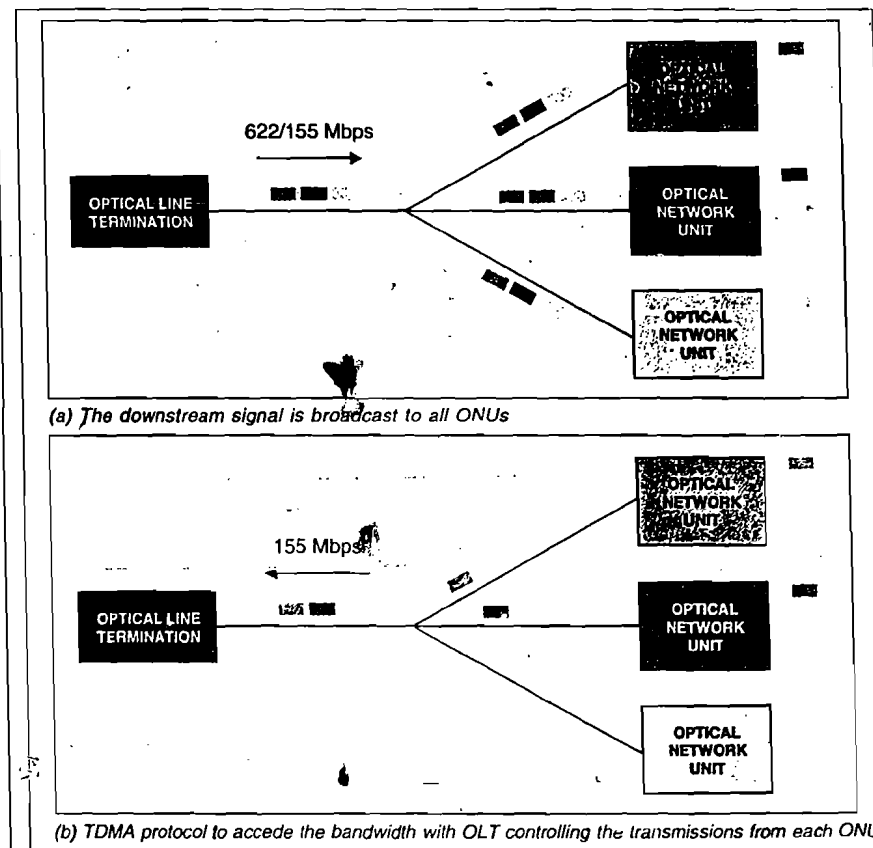 OPTICAL
NETWORK
622/155 Mbps
OPTICAL LINE
TERMINATION
OPTICAL
NETWORK
UNIT
OPTICAL
NETWORK
UNIT
(a) The downstream signal is broadcast to all ONUs
OPTICAL
NETWORK
UNIT
155 Mbps
OPTICAL LINE
TERMINATION
OPTICAL
NETWORK
UNIT
OPTICAL
NETWORK
UNIT
(b) TDMA protocol to accede the bandwidth with OLT controlling the transmissions from each ONU